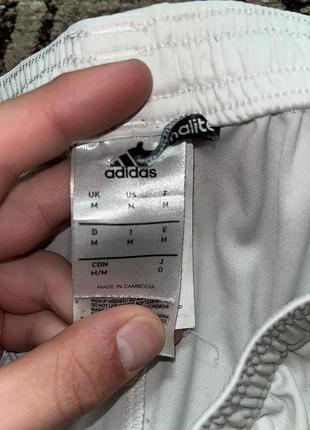 adidas
UK US F
M M M
D I E
M M M
CDN J
M/M O
MADE IN CAMBODIA